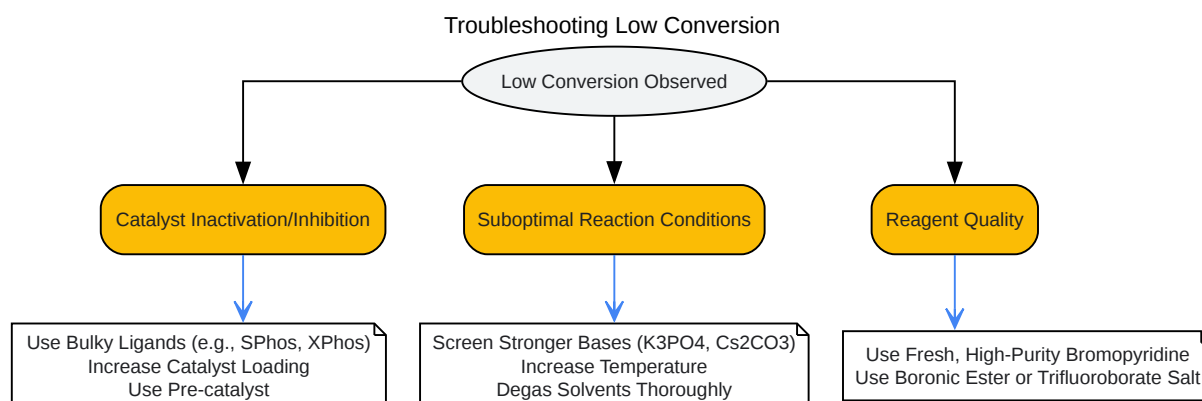 Troubleshooting Low Conversion
Low Conversion Observed
Catalyst Inactivation/Inhibition
Suboptimal Reaction Conditions
Reagent Quality
Use Bulky Ligands (e.g., SPhos, XPhos)
Increase Catalyst Loading
Use Pre-catalyst
Screen Stronger Bases (K3PO4, Cs2CO3)
Increase Temperature
Degas Solvents Thoroughly
Use Fresh, High-Purity Bromopyridine
Use Boronic Ester or Trifluoroborate Salt